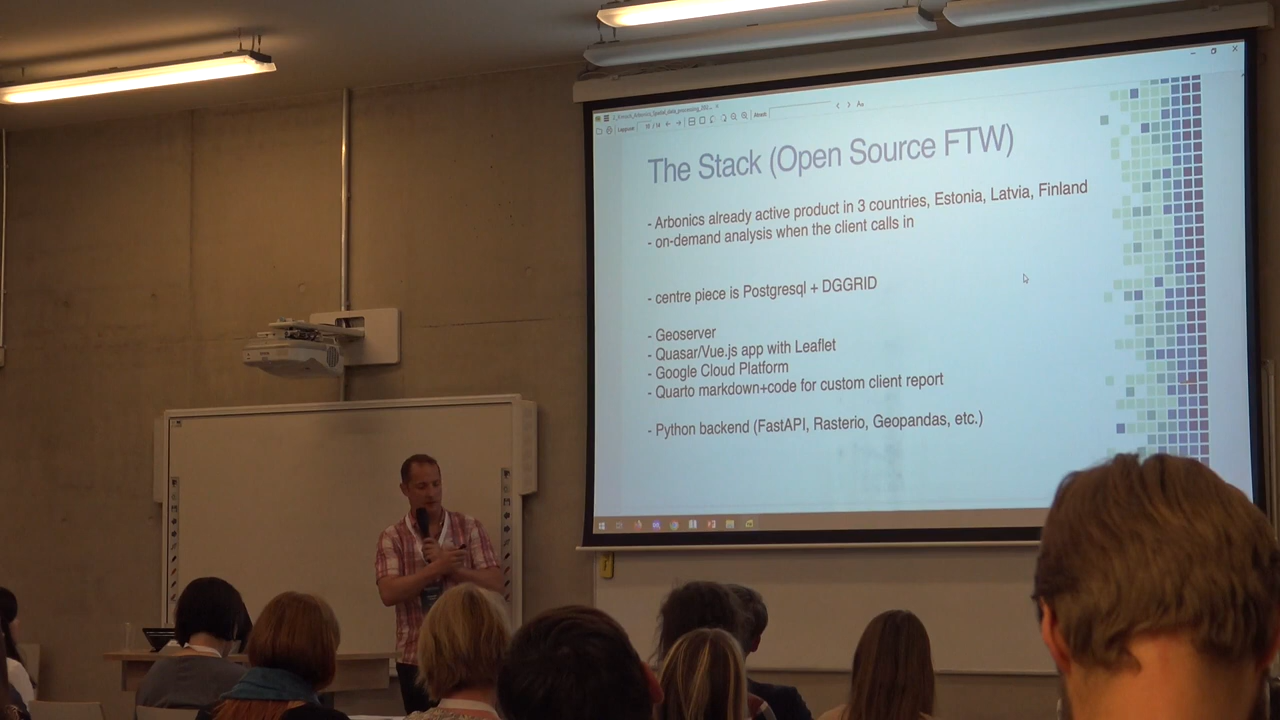 The Stack (Open Source FTW)
- Arbonics already active product in 3 countries, Estonia, Latvia, Finland
- on-demand analysis when the client calls in
- centre piece is Postgresql + DGGRID
- Geoserver
- Quasar/Vue.js app with Leaflet
- Google Cloud Platform
- Quarto markdown+code for custom client report
- Python backend (FastAPI, Rasterio, Geopandas, etc.)